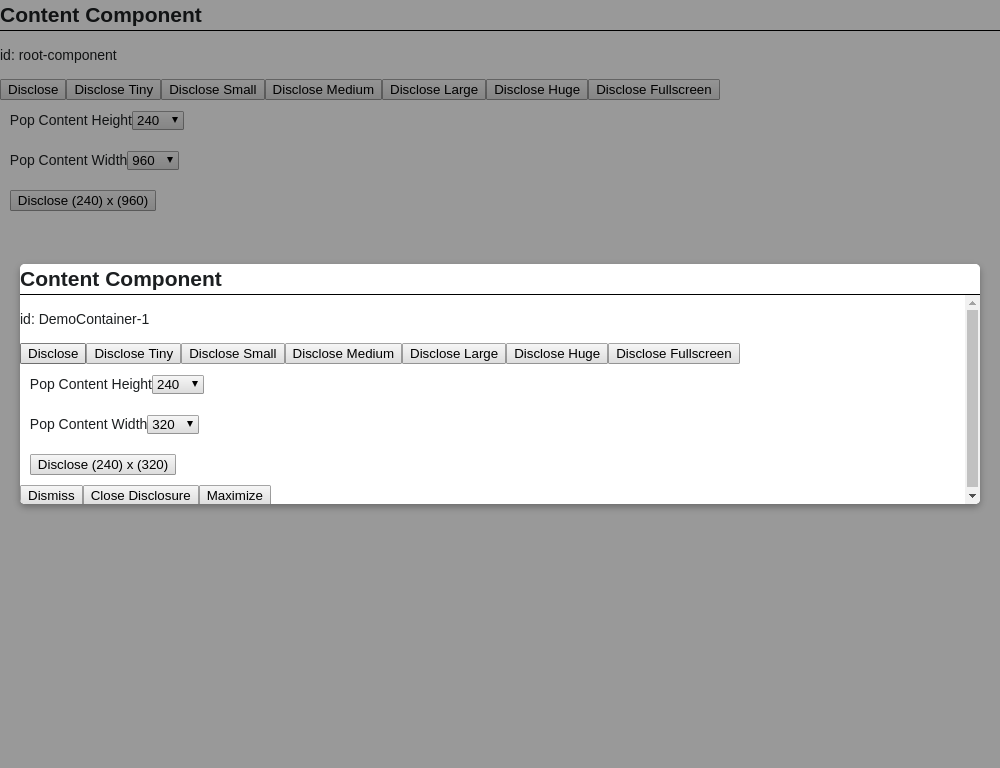 Content Component
id: root-component
Disclose Disclose Tiny Disclose Small Disclose Medium Disclose Large Disclose Huge Disclose Fullscreen
Pop Content Height 240
Pop Content Width 960
Disclose (240) x (960)
Content Component
id: DemoContainer-1
Disclose Disclose Tiny Disclose Small Disclose Medium Disclose Large Disclose Huge Disclose Fullscreen
Pop Content Height 240
Pop Content Width 320
Disclose (240) x (320)
Dismiss Close Disclosure Maximize